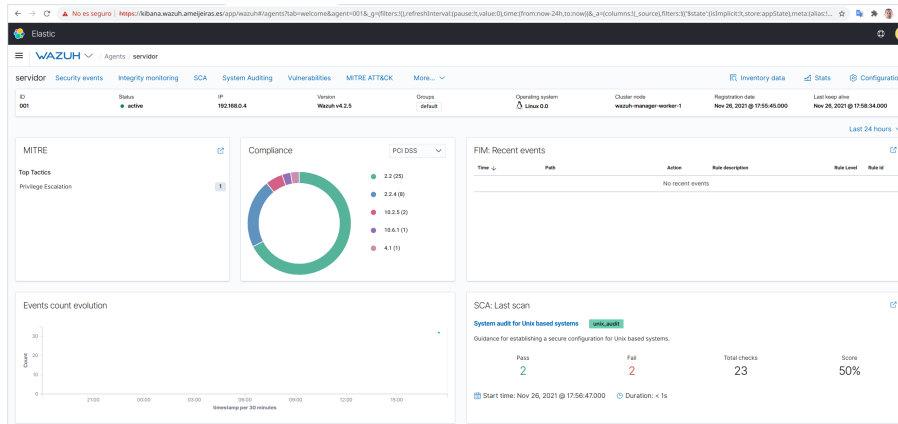 No es seguro | https://kibana.wazuh.ameijeiras.es/app/wazuh#/agents?tab=welcome&agent=001&_g=(filters:!(),refreshInterval:(pause:!t,value:0),time:(from:now-24h,to:now))&_a=(columns:!(_source),filters:!(('$state':(isImplicit:!t,store:appState),meta:(alias:!...
Elastic
WAZUH / Agents / servidor
servidor Security events Integrity monitoring SCA System Auditing Vulnerabilities MITRE ATT&CK More... Inventory data Stats Configuratio
ID Status IP Version Groups Operating system Cluster node Registration date Last keep alive
001 active 192.168.0.4 Wazuh v4.2.5 default Linux 0.0 wazuh-manager-worker-1 Nov 26, 2021 @ 17:55:45.000 Nov 26, 2021 @ 17:58:34.000
Last 24 hours
MITRE
Top Tactics
Privilege Escalation 1
Compliance PCI DSS
2.2 (25)
2.2.4 (8)
10.2.5 (2)
10.6.1 (1)
4.1 (1)
FIM: Recent events
Time Path Action Rule description Rule Level Rule Id
No recent events
Events count evolution
Count
30
20
10
0
21:00 00:00 03:00 06:00 09:00 12:00 15:00
timestamp per 30 minutes
SCA: Last scan
System audit for Unix based systems unix_audit
Guidance for establishing a secure configuration for Unix based systems.
Pass Fail Total checks Score
2 2 23 50%
Start time: Nov 26, 2021 @ 17:56:47.000 Duration: < 1s